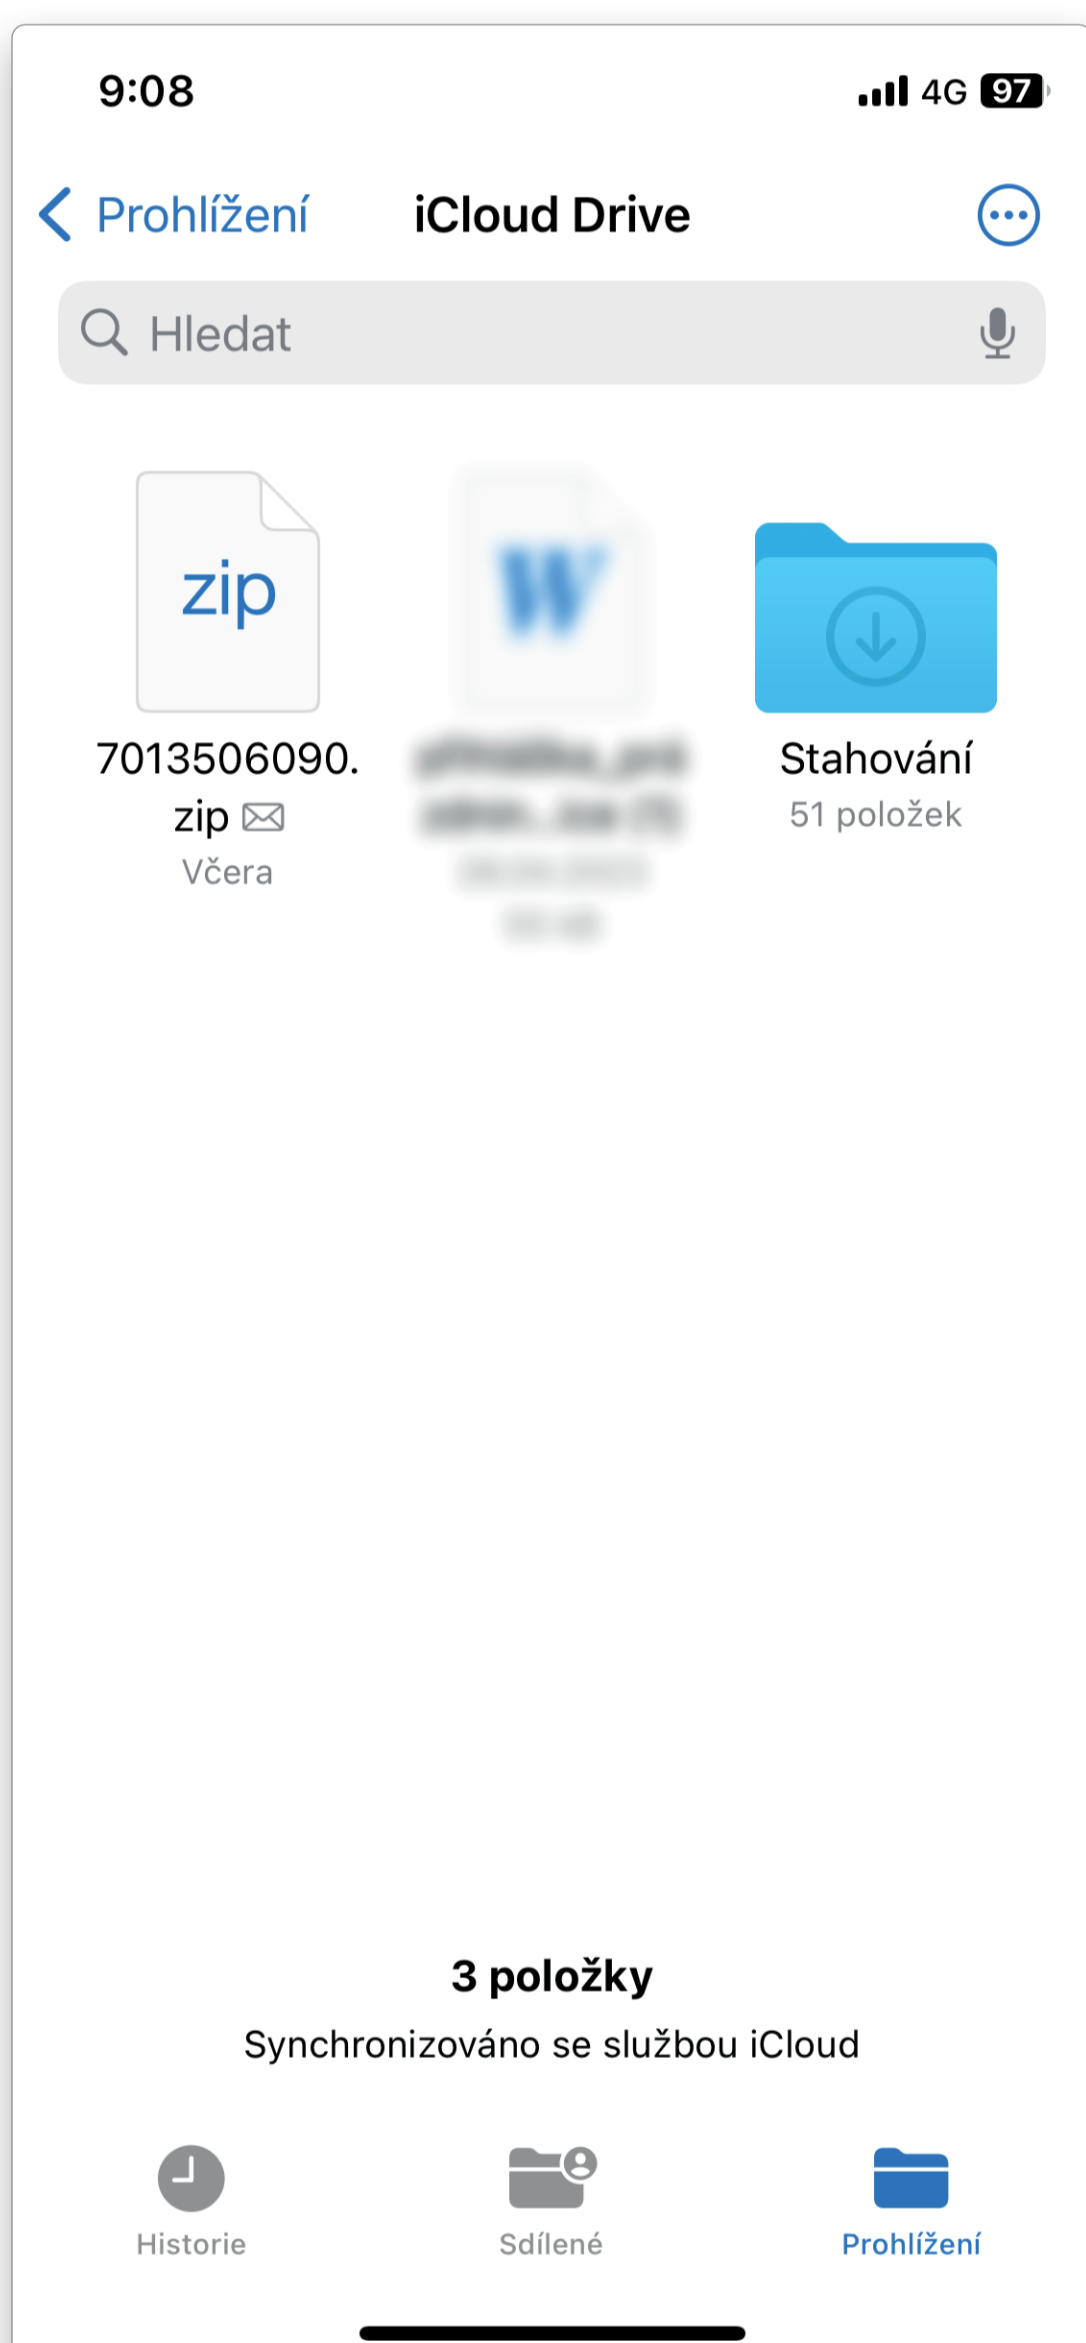 9:08
4G 97
Prohlížení
iCloud Drive
Hledat
zip
W
7013506090.
zip
Včera
Stahování
51 položek
3 položky
Synchronizováno se službou iCloud
Historie
Sdílené
Prohlížení